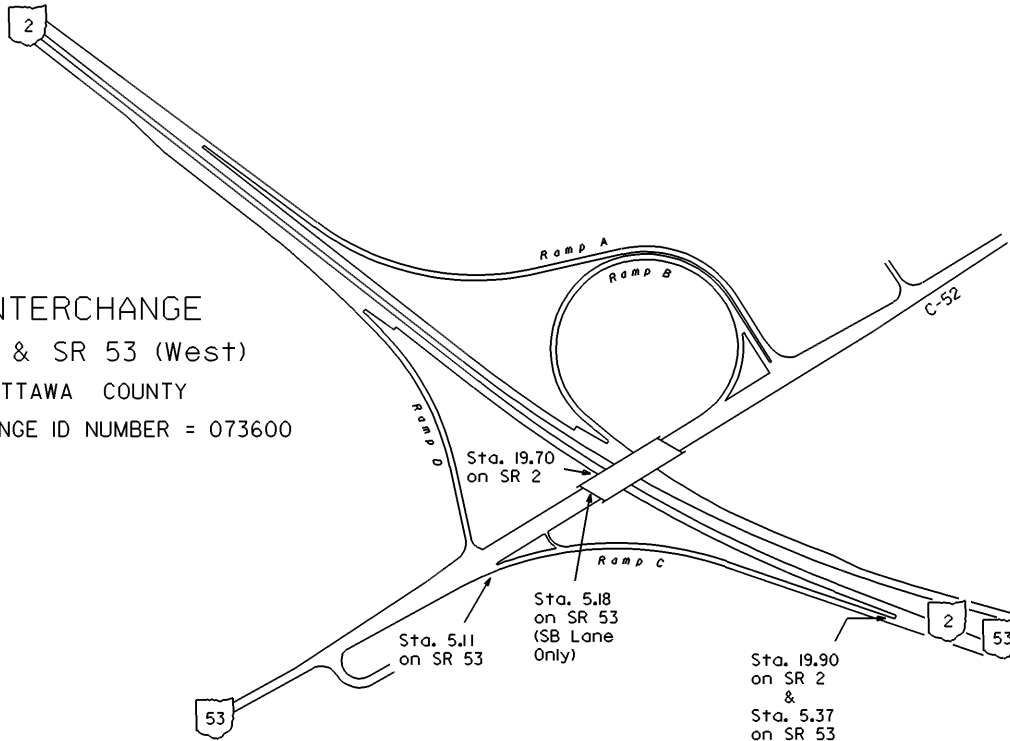 2
Ramp A
Ramp B
C-52
NTERCHANGE
& SR 53 (West)
TTAWA COUNTY
NGE ID NUMBER = 073600
Ramp D
Sta. 19.70
on SR 2
Ramp C
Sta. 5.18
on SR 53
(SB Lane
Only)
Sta. 5.11
on SR 53
2
53
Sta. 19.90
on SR 2
&
Sta. 5.37
on SR 53
53